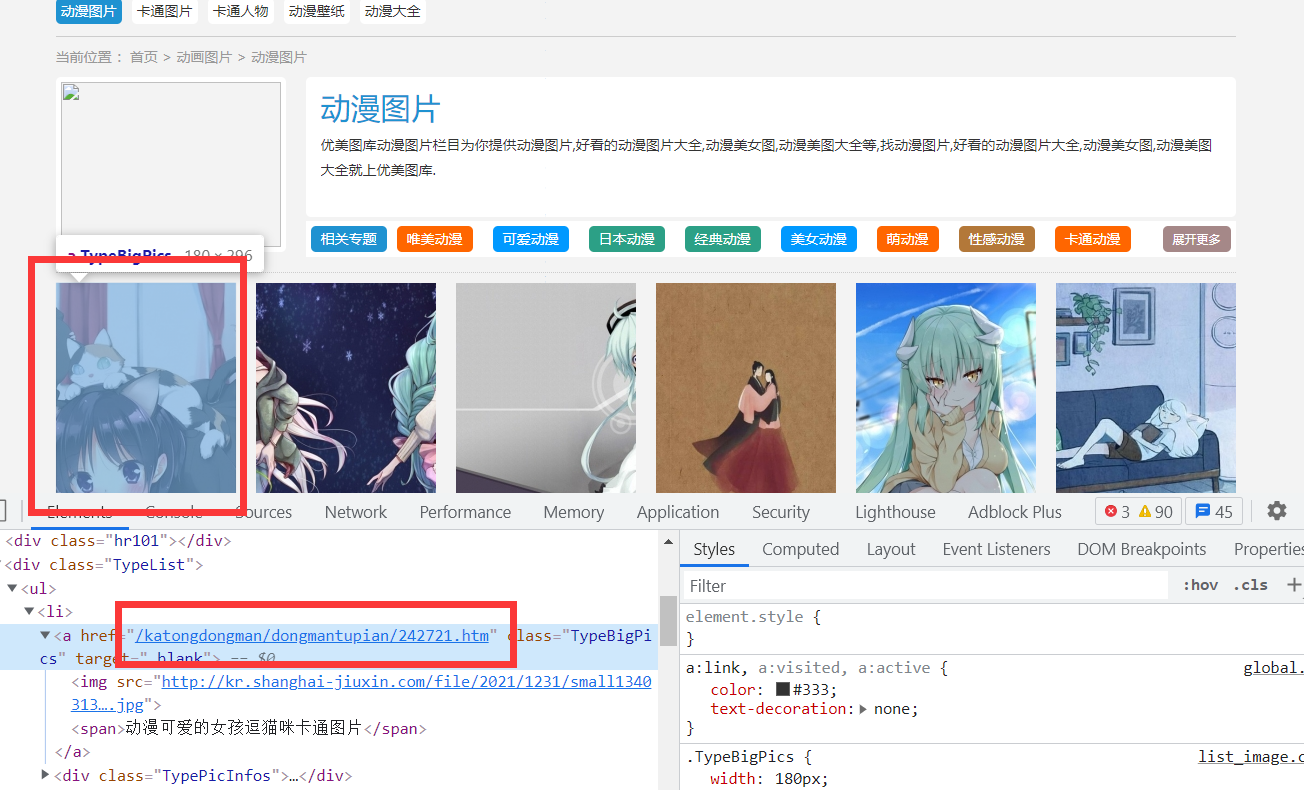 动漫图片 卡通图片 卡通人物 动漫壁纸 动漫大全
当前位置： 首页 > 动画图片 > 动漫图片
动漫图片
优美图库动漫图片栏目为你提供动漫图片,好看的动漫图片大全,动漫美女图,动漫美图大全等,找动漫图片,好看的动漫图片大全,动漫美女图,动漫美图
大全就上优美图库.
相关专题 唯美动漫 可爱动漫 日本动漫 经典动漫 美女动漫 萌动漫 性感动漫 卡通动漫 展开更多
a.TypeBigPics 180 × 296
Elements Console Sources Network Performance Memory Application Security Lighthouse Adblock Plus 3 90 45
<div class="hr101"></div>
<div class="TypeList">
<ul>
<li>
<a href="/katongdongman/dongmantupian/242721.htm" class="TypeBigPi
cs" target="_blank"> == $0
<img src="http://kr.shanghai-jiuxin.com/file/2021/1231/small1340
313….jpg">
<span>动漫可爱的女孩逗猫咪卡通图片</span>
</a>
<div class="TypePicInfos">…</div>
Styles Computed Layout Event Listeners DOM Breakpoints Properties
Filter :hov .cls +
element.style {
}
a:link, a:visited, a:active { global.
color: #333;
text-decoration: none;
}
.TypeBigPics { list_image.c
width: 180px;